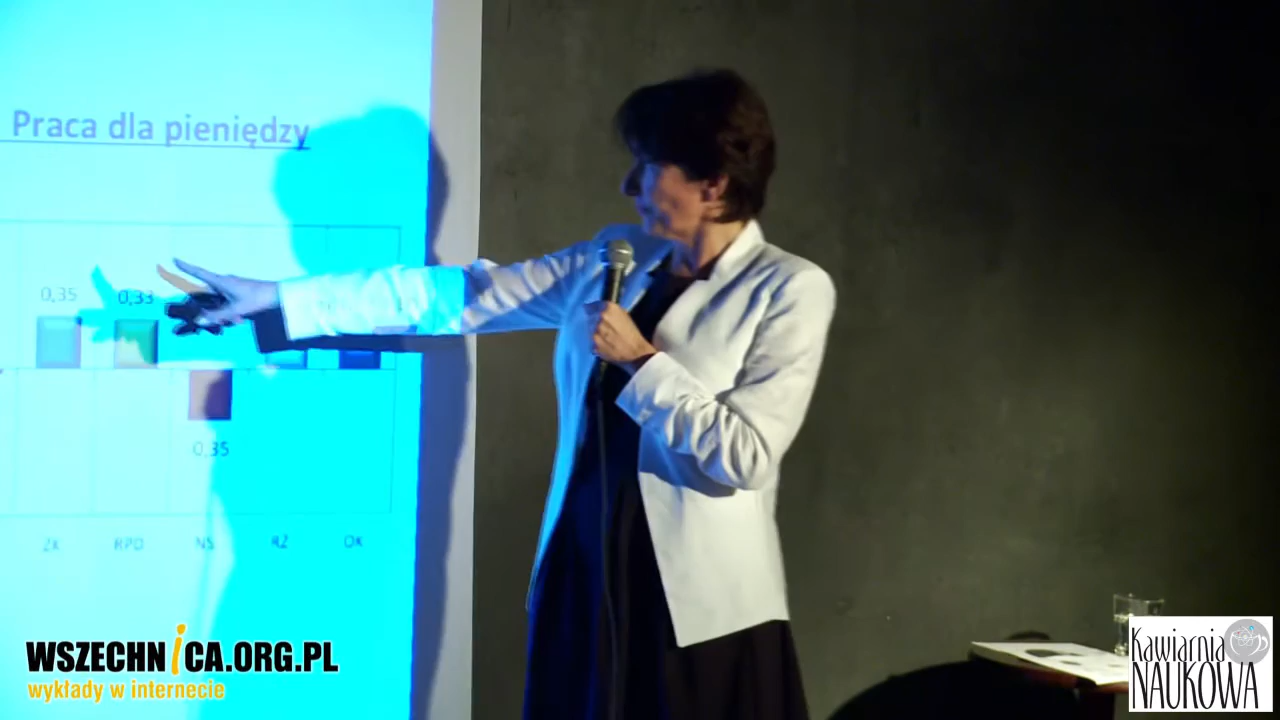 Praca dla pieniędzy
0,35
0,33
0,35
ZK
RPD
NS
RŻ
OK
WSZECHNICA.ORG.PL
wykłady w internecie
Kawiarnia
NAUKOWA